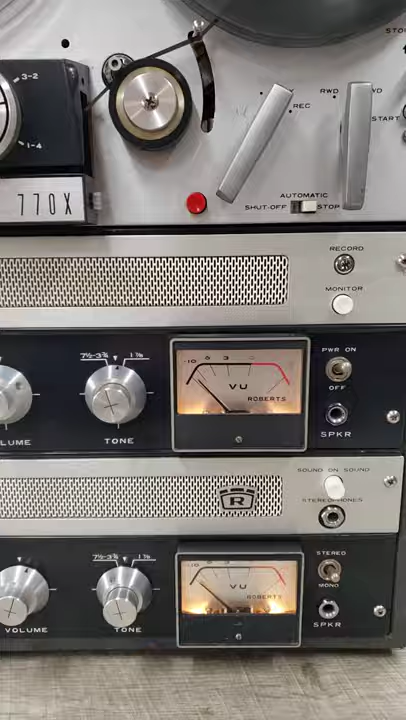 STOP
3-2
RWD
REC
START
1-4
AUTOMATIC
SHUT-OFF STOP
770X
RECORD
MONITOR
7½-3¾ 1⅞
PWR ON
VU
ROBERTS
OFF
TONE
SPKR
SOUND ON SOUND
R
STEREOPHONES
7½-3¾ 1⅞
STEREO
VU
ROBERTS
MONO
VOLUME
TONE
SPKR